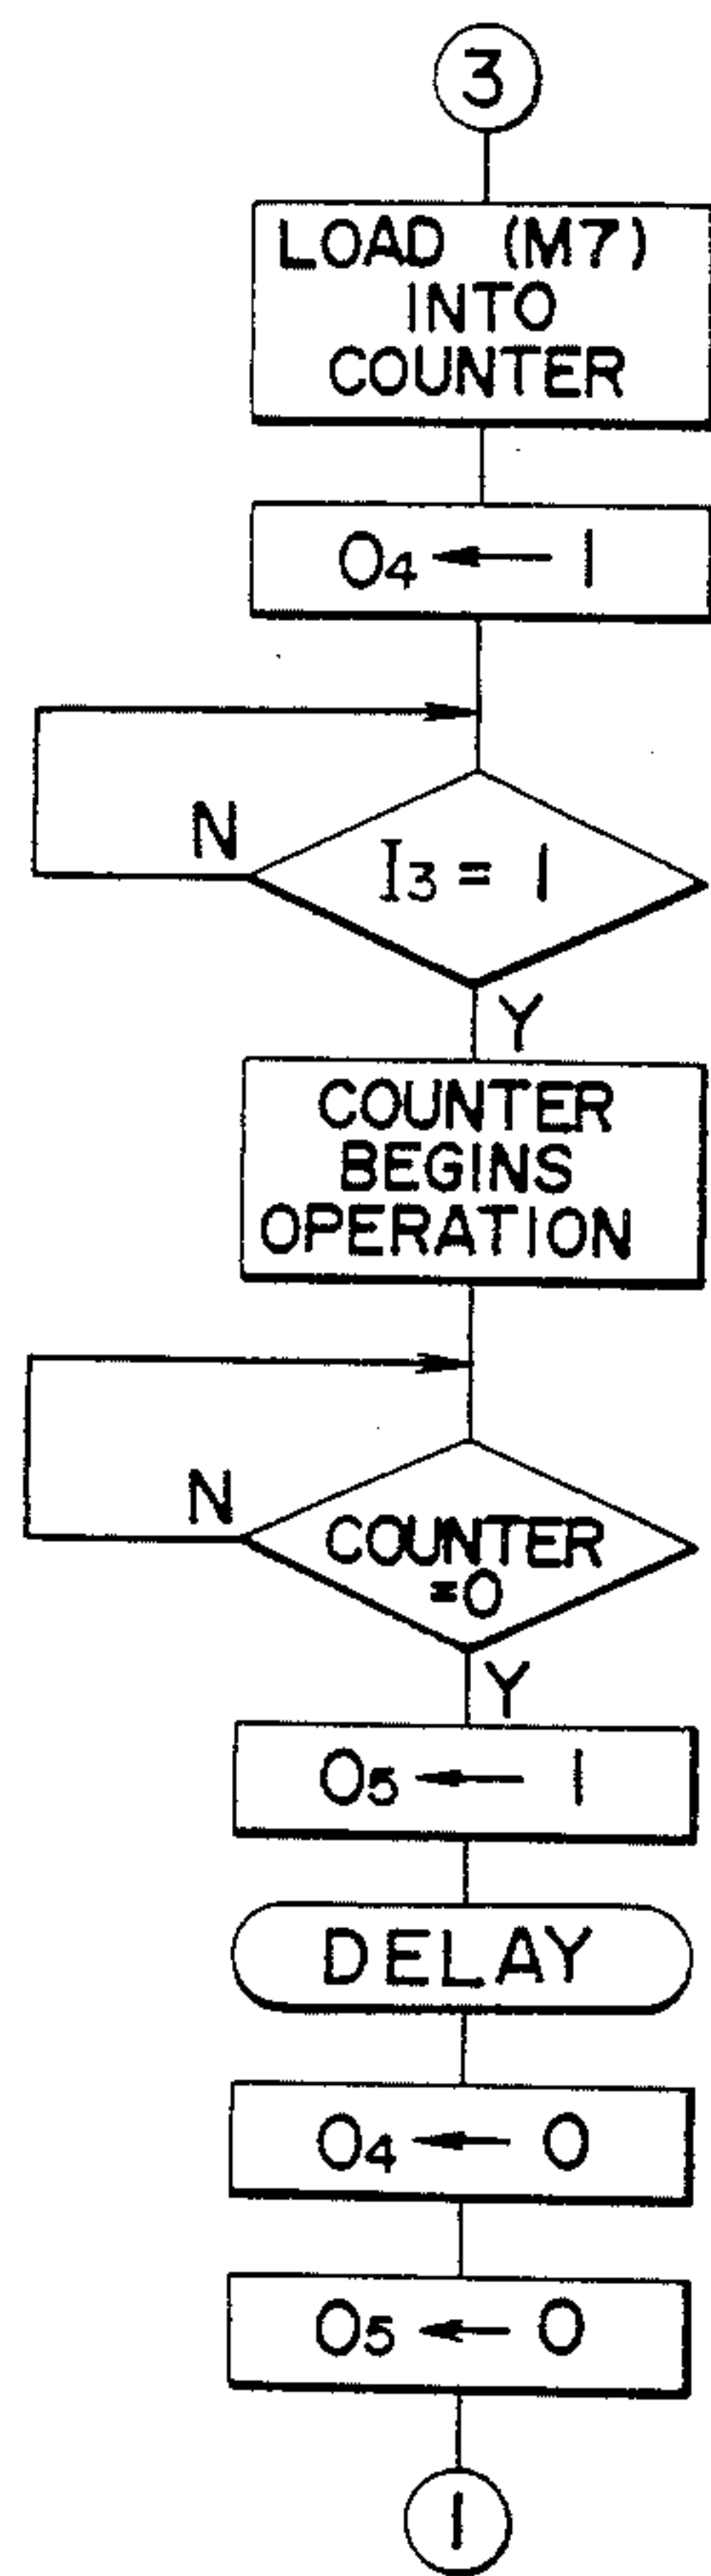 3
LOAD (M7)
INTO
COUNTER
O4 ← 1
N
I3 = 1
Y
COUNTER
BEGINS
OPERATION
N
COUNTER
=0
Y
O5 ← 1
DELAY
O4 ← 0
O5 ← 0
1